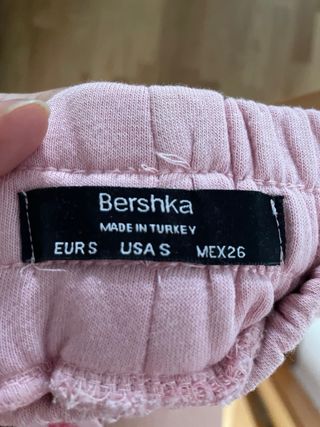 Bershka
MADE IN TURKEY
EUR S USA S MEX 26